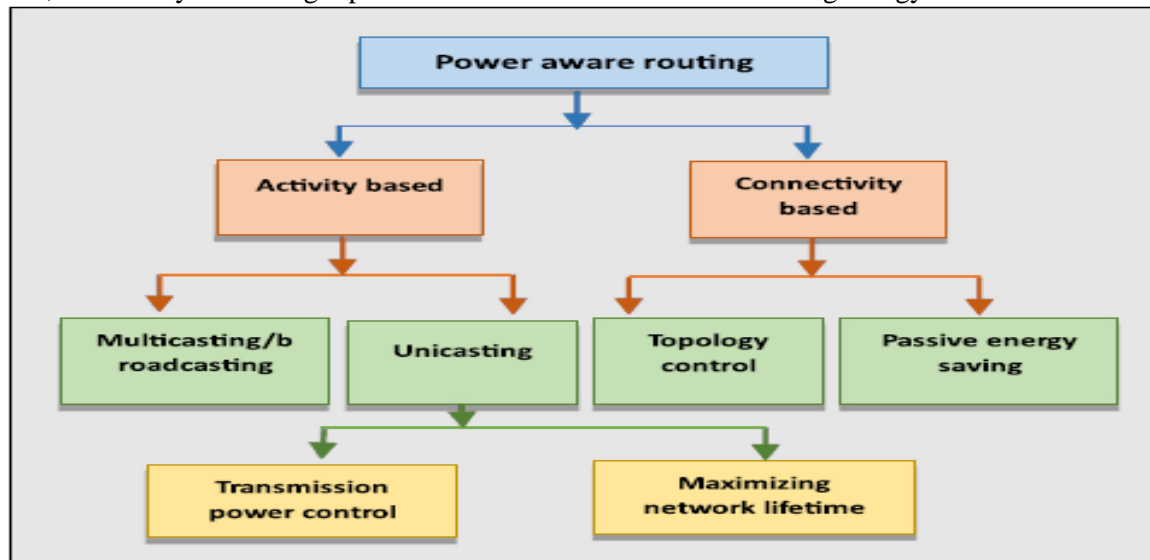 Power aware routing
Activity based
Connectivity
based
Multicasting/b
roadcasting
Unicasting
Topology
control
Passive energy
saving
Transmission
power control
Maximizing
network lifetime